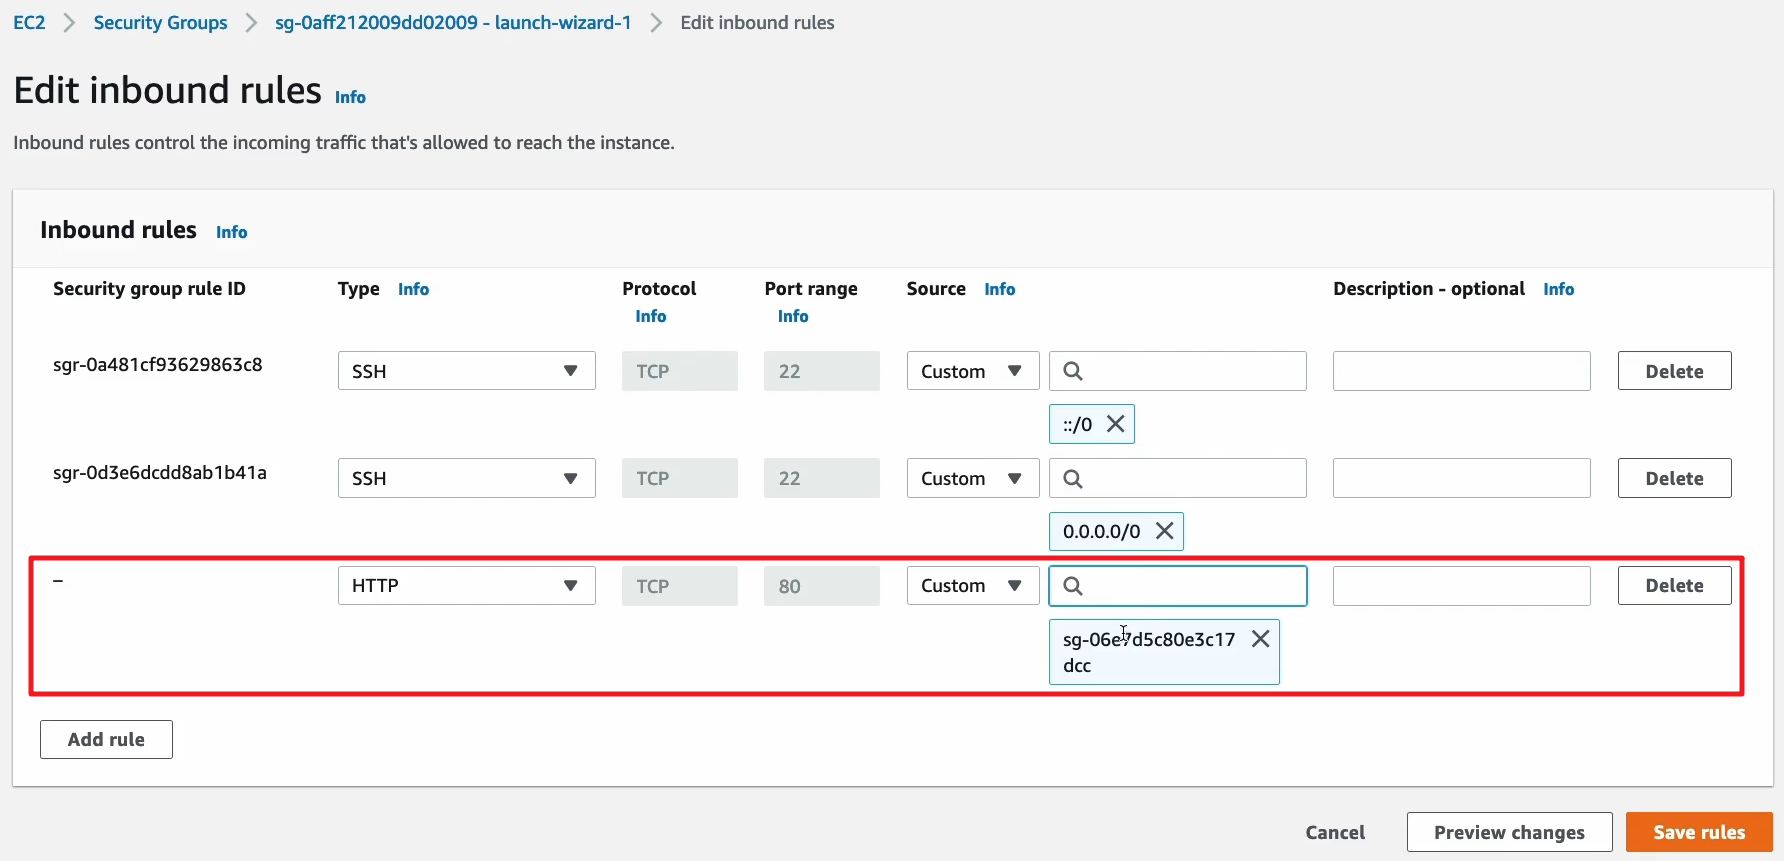 EC2 > Security Groups > sg-0aff212009dd02009 - launch-wizard-1 > Edit inbound rules
Edit inbound rules Info
Inbound rules control the incoming traffic that's allowed to reach the instance.
Inbound rules Info
Security group rule ID Type Info Protocol Info Port range Info Source Info Description - optional Info
sgr-0a481cf93629863c8 SSH TCP 22 Custom Delete
::/0
sgr-0d3e6dcdd8ab1b41a SSH TCP 22 Custom Delete
0.0.0.0/0
– HTTP TCP 80 Custom Delete
sg-06e7d5c80e3c17
dcc
Add rule
Cancel Preview changes Save rules